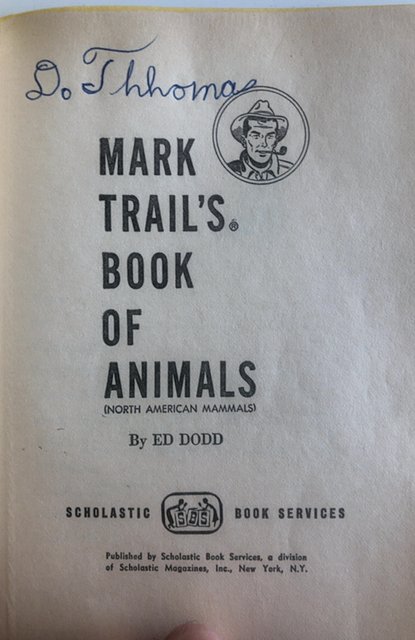 Do Thhomas
MARK
TRAIL'S®
BOOK
OF
ANIMALS
(NORTH AMERICAN MAMMALS)
By ED DODD
SCHOLASTIC SBS BOOK SERVICES
Published by Scholastic Book Services, a division
of Scholastic Magazines, Inc., New York, N.Y.